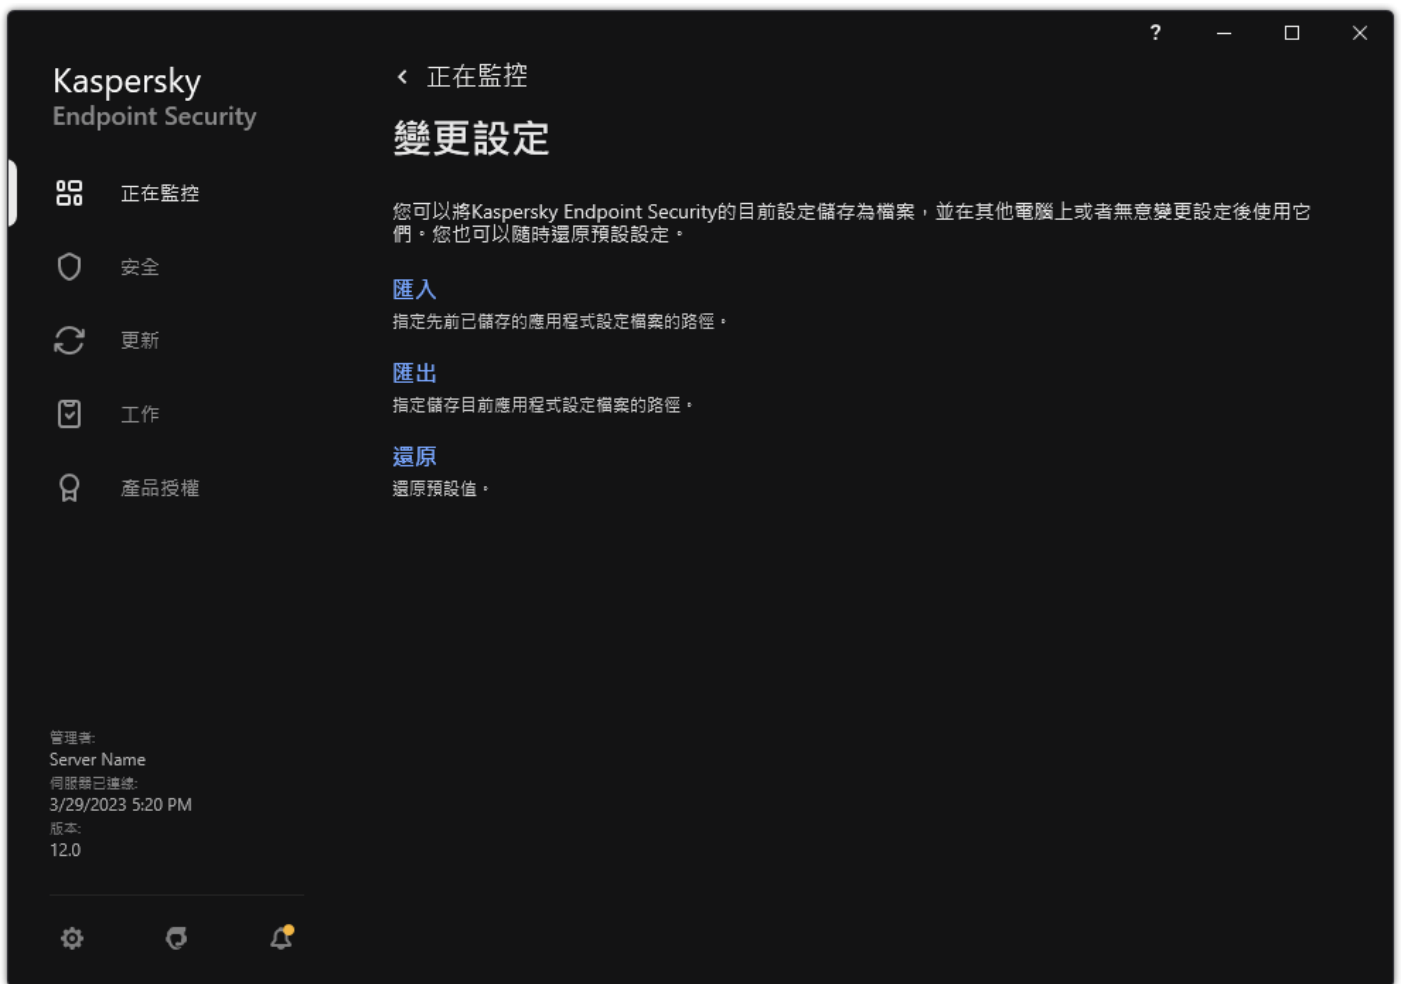 ?
Kaspersky
Endpoint Security
正在監控
安全
更新
工作
產品授權
管理者:
Server Name
伺服器已連線:
3/29/2023 5:20 PM
版本:
12.0
正在監控
變更設定
您可以將Kaspersky Endpoint Security的目前設定儲存為檔案，並在其他電腦上或者無意變更設定後使用它
們。您也可以隨時還原預設設定。
匯入
指定先前已儲存的應用程式設定檔案的路徑。
匯出
指定儲存目前應用程式設定檔案的路徑。
還原
還原預設值。